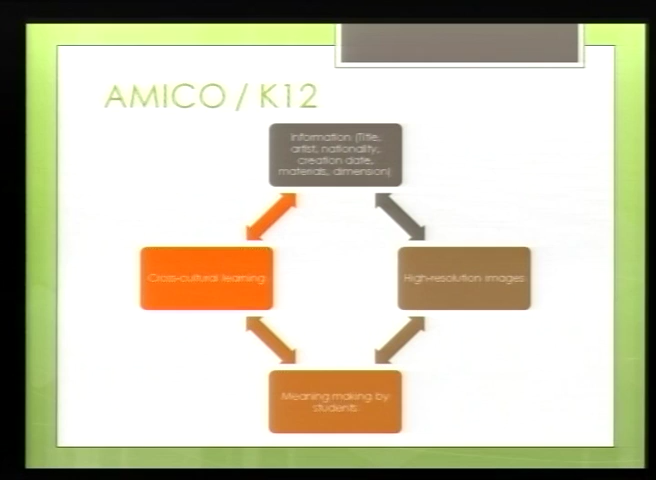 AMICO / K12
Information (Title,
artist, nationality,
creation date,
materials, dimension)
Cross-cultural learning
High-resolution images
Meaning making by
students